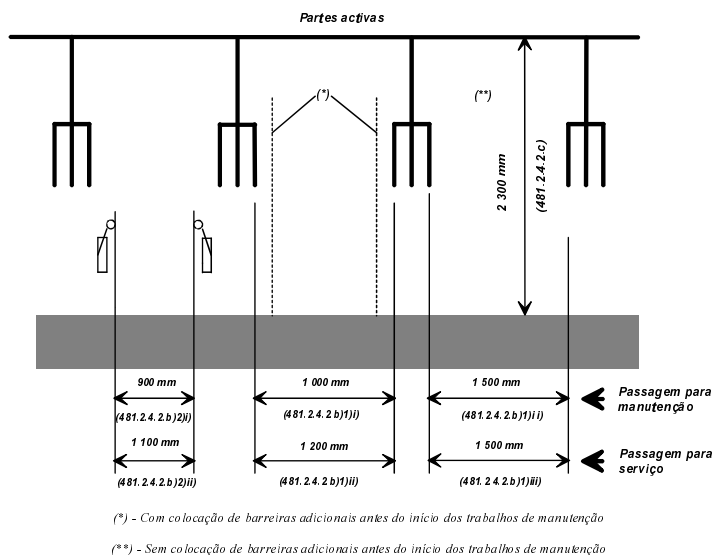 Partes activas
(*)
(**)
2 300 mm
(481.2.4.2.c)
900 mm
1 000 mm
1 500 mm
(481.2.4.2.b)2)i)
(481.2.4.2.b)1)i)
(481.2.4.2.b)1)ii)
Passagem para
manutenção
1 100 mm
1 200 mm
1 500 mm
(481.2.4.2.b)2)ii)
(481.2.4.2.b)1)ii)
(481.2.4.2.b)1)iii)
Passagem para
serviço
(*) - Com colocação de barreiras adicionais antes do início dos trabalhos de manutenção
(**) - Sem colocação de barreiras adicionais antes do início dos trabalhos de manutenção